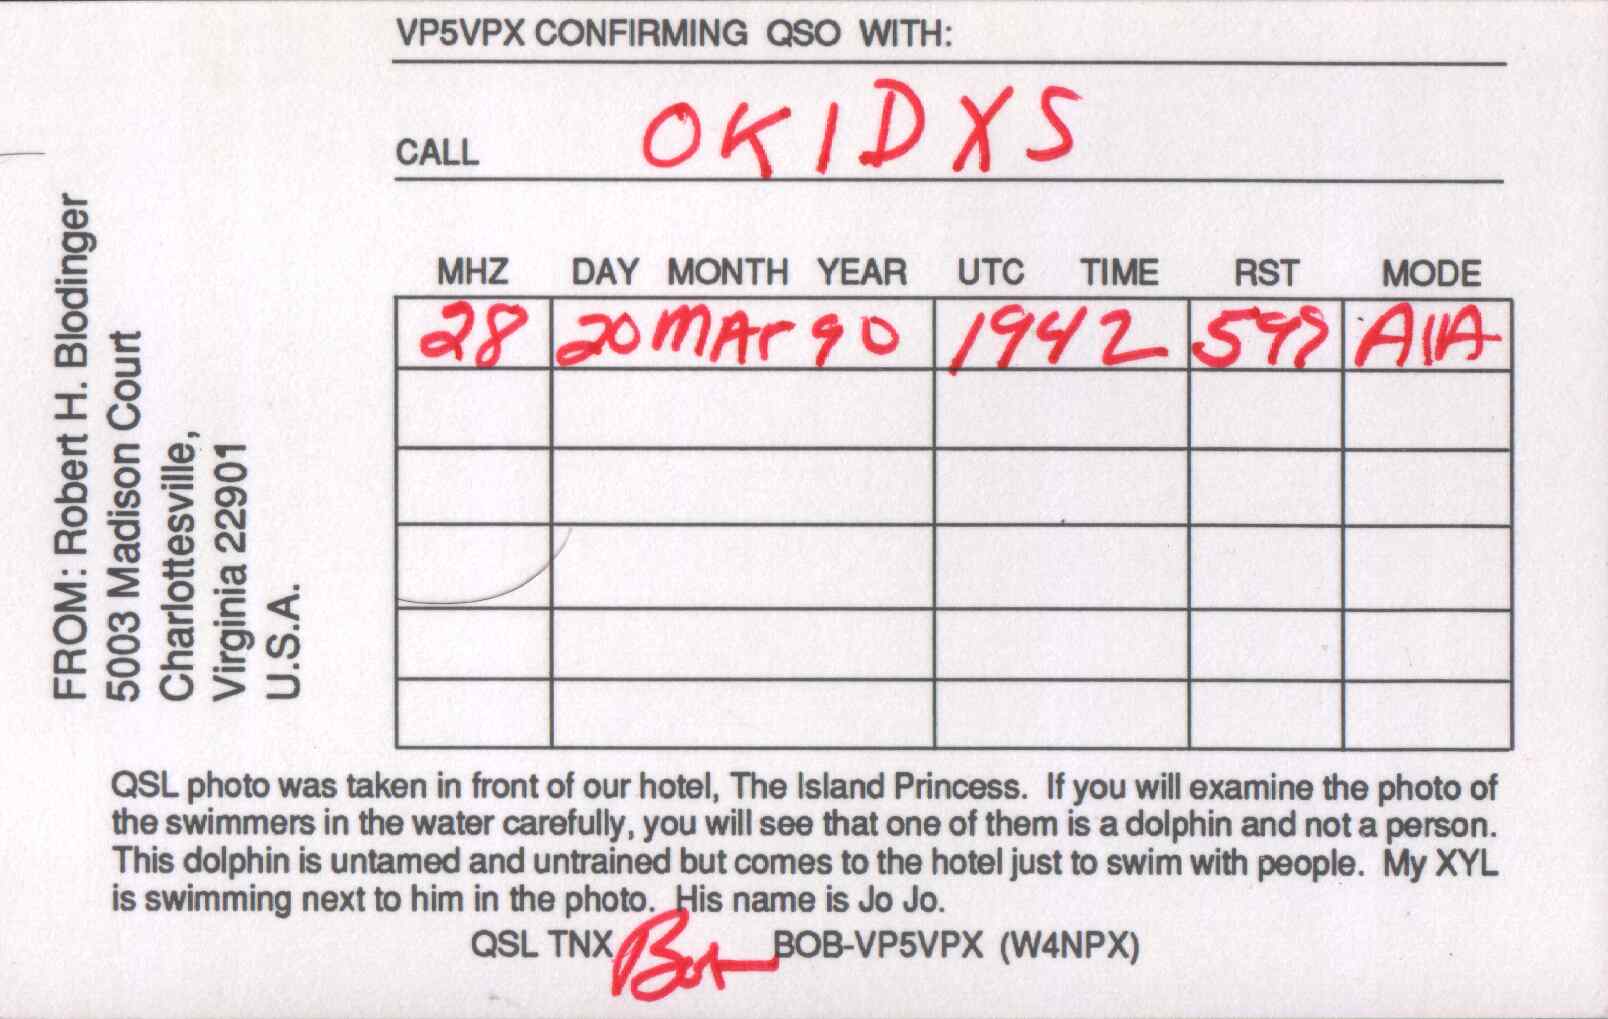 VP5VPX CONFIRMING QSO WITH:
CALL OK1DXS
MHZ DAY MONTH YEAR UTC TIME RST MODE
28 20 MAr 90 1942 599 A1A
FROM: Robert H. Blodinger
5003 Madison Court
Charlottesville,
Virginia 22901
U.S.A.
QSL photo was taken in front of our hotel, The Island Princess. If you will examine the photo of
the swimmers in the water carefully, you will see that one of them is a dolphin and not a person.
This dolphin is untamed and untrained but comes to the hotel just to swim with people. My XYL
is swimming next to him in the photo. His name is Jo Jo.
QSL TNX Bob BOB-VP5VPX (W4NPX)